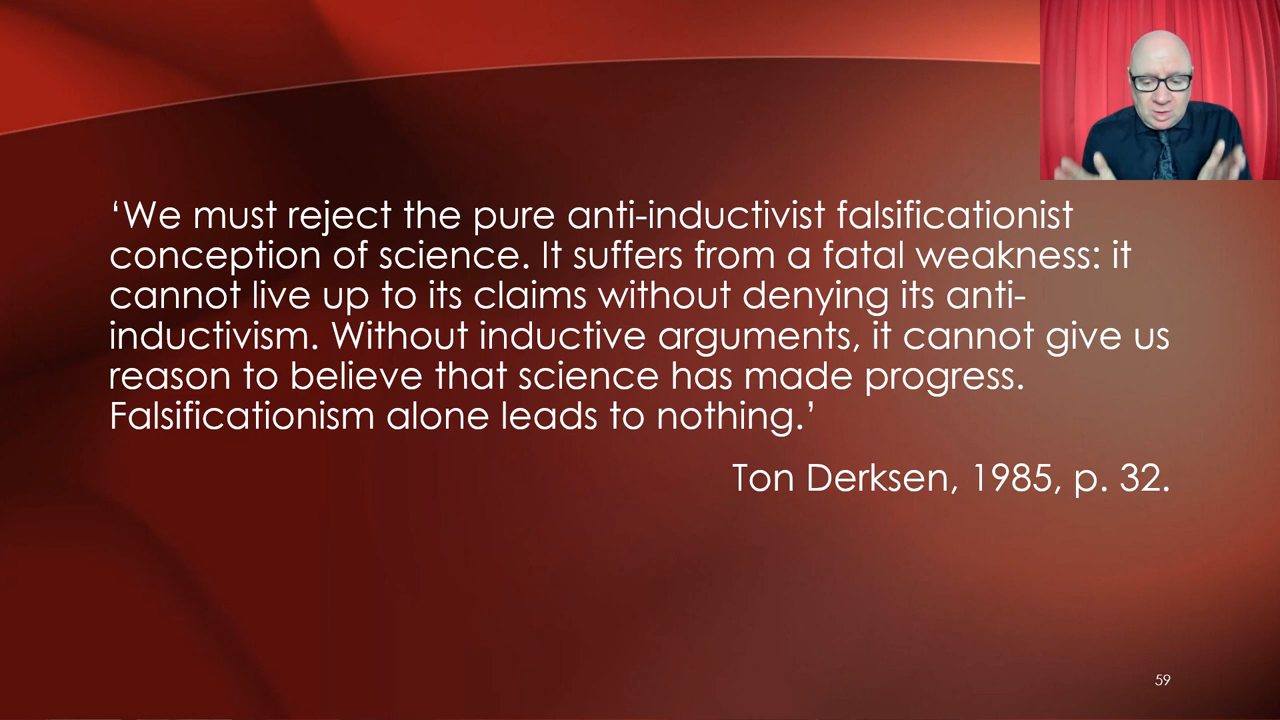 ‘We must reject the pure anti-inductivist falsificationist
conception of science. It suffers from a fatal weakness: it
cannot live up to its claims without denying its anti-
inductivism. Without inductive arguments, it cannot give us
reason to believe that science has made progress.
Falsificationism alone leads to nothing.’
Ton Derksen, 1985, p. 32.
59